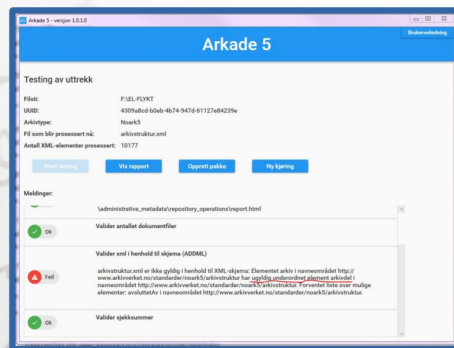 Arkade 5 - versjon 1.0.1.0
Brukerveiledning
Arkade 5
Testing av uttrekk
Filsti: F:\EL-FLYKT
UUID: 4309a8cd-b0eb-4b74-947d-61127e84239e
Arkivtype: Noark5
Fil som blir prosessert nå: arkivstruktur.xml
Antall XML-elementer prosessert: 10177
Start testing Vis rapport Opprett pakke Ny kjøring
Meldinger:
\administrative_metadata\repository_operations\report.html
Valider antallet dokumentfiler
Ok
Valider xml i henhold til skjema (ADDML)
Feil
arkivstruktur.xml er ikke gyldig i henhold til XML-skjema: Elementet arkiv i navneområdet http://
www.arkivverket.no/standarder/noark5/arkivstruktur har ugyldig underordnet element arkivdel i
navneområdet http://www.arkivverket.no/standarder/noark5/arkivstruktur. Forventet liste over mulige
elementer: avsluttetAv i navneområdet http://www.arkivverket.no/standarder/noark5/arkivstruktur.
Valider sjekksummer
Ok